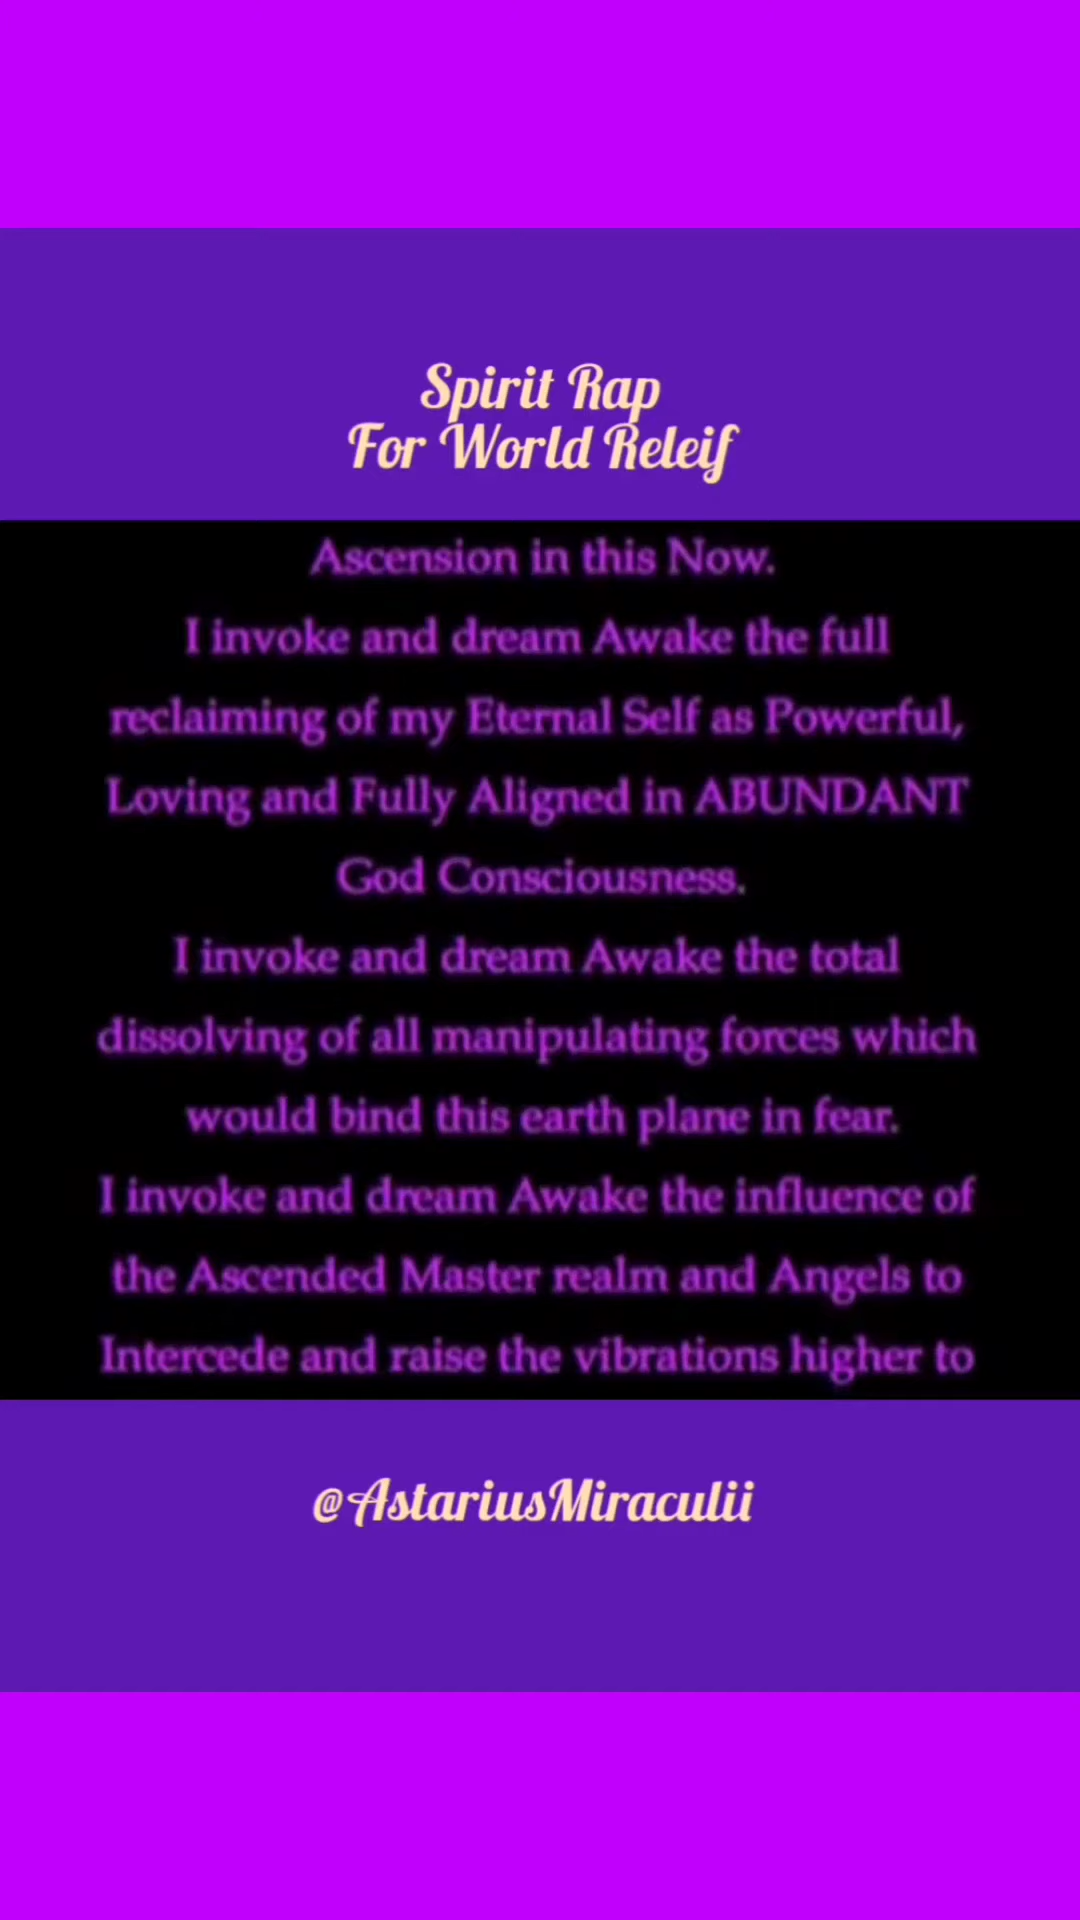 Spirit Rap
For World Releif
Ascension in this Now.
I invoke and dream Awake the full
reclaiming of my Eternal Self as Powerful,
Loving and Fully Aligned in ABUNDANT
God Consciousness.
I invoke and dream Awake the total
dissolving of all manipulating forces which
would bind this earth plane in fear.
I invoke and dream Awake the influence of
the Ascended Master realm and Angels to
Intercede and raise the vibrations higher to
@AstariusMiraculii